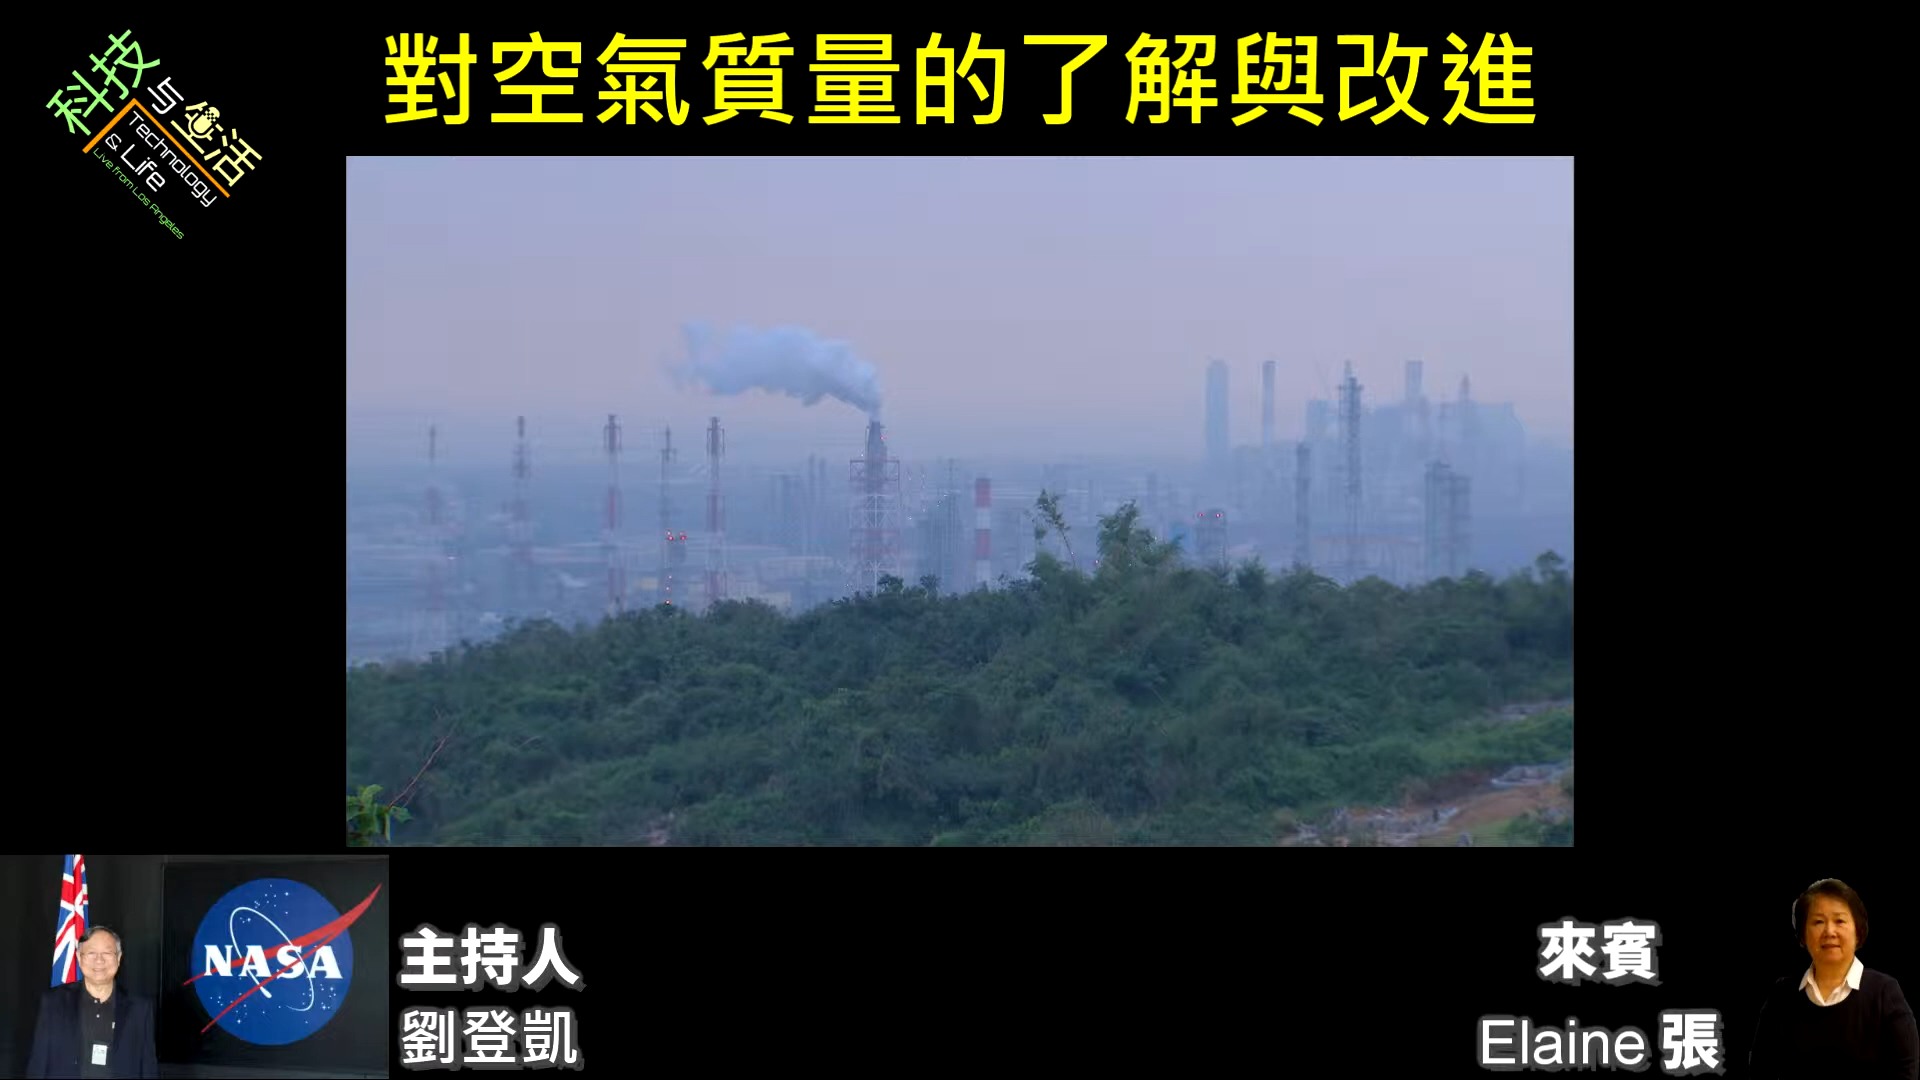 對空氣質量的了解與改進
科技与生活
Technology
& Life
Live from Los Angeles
NASA
主持人
劉登凱
來賓
Elaine 張